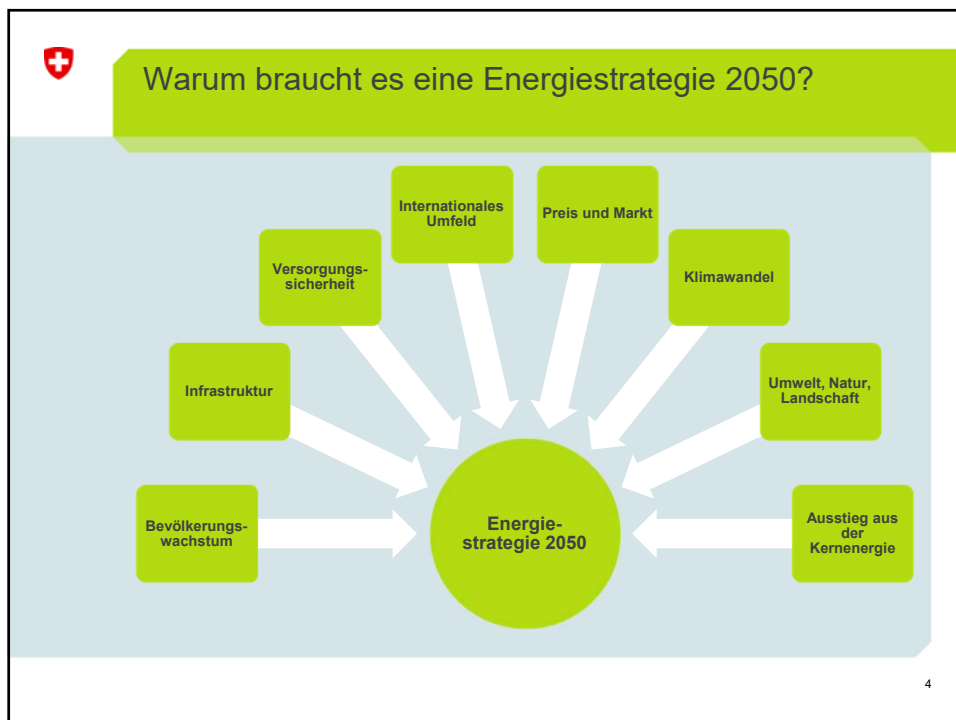 Warum braucht es eine Energiestrategie 2050?
Internationales
Umfeld
Preis und Markt
Versorgungs-
sicherheit
Klimawandel
Infrastruktur
Umwelt, Natur,
Landschaft
Bevölkerungs-
wachstum
Energie-
strategie 2050
Ausstieg aus
der
Kernenergie
4